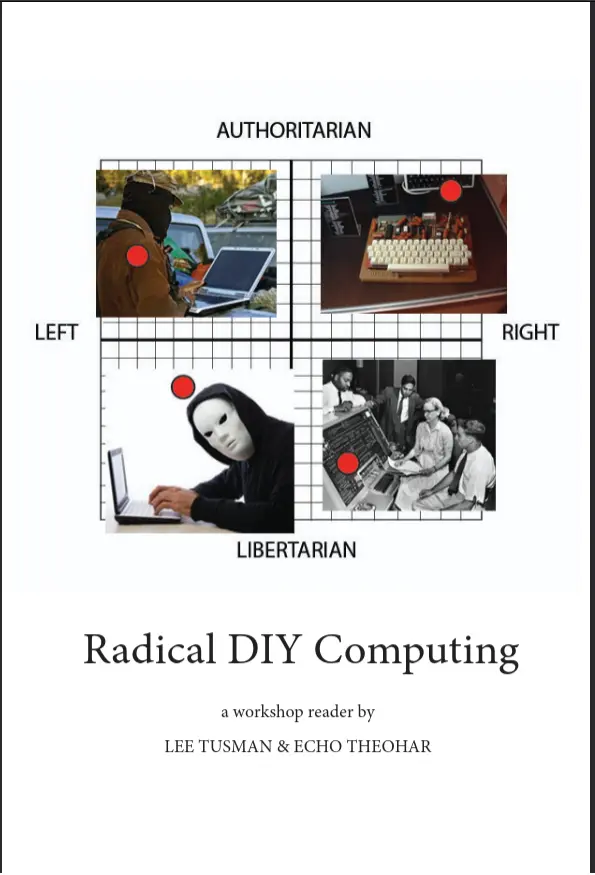 AUTHORITARIAN
LEFT
RIGHT
LIBERTARIAN
Radical DIY Computing
a workshop reader by
LEE TUSMAN & ECHO THEOHAR